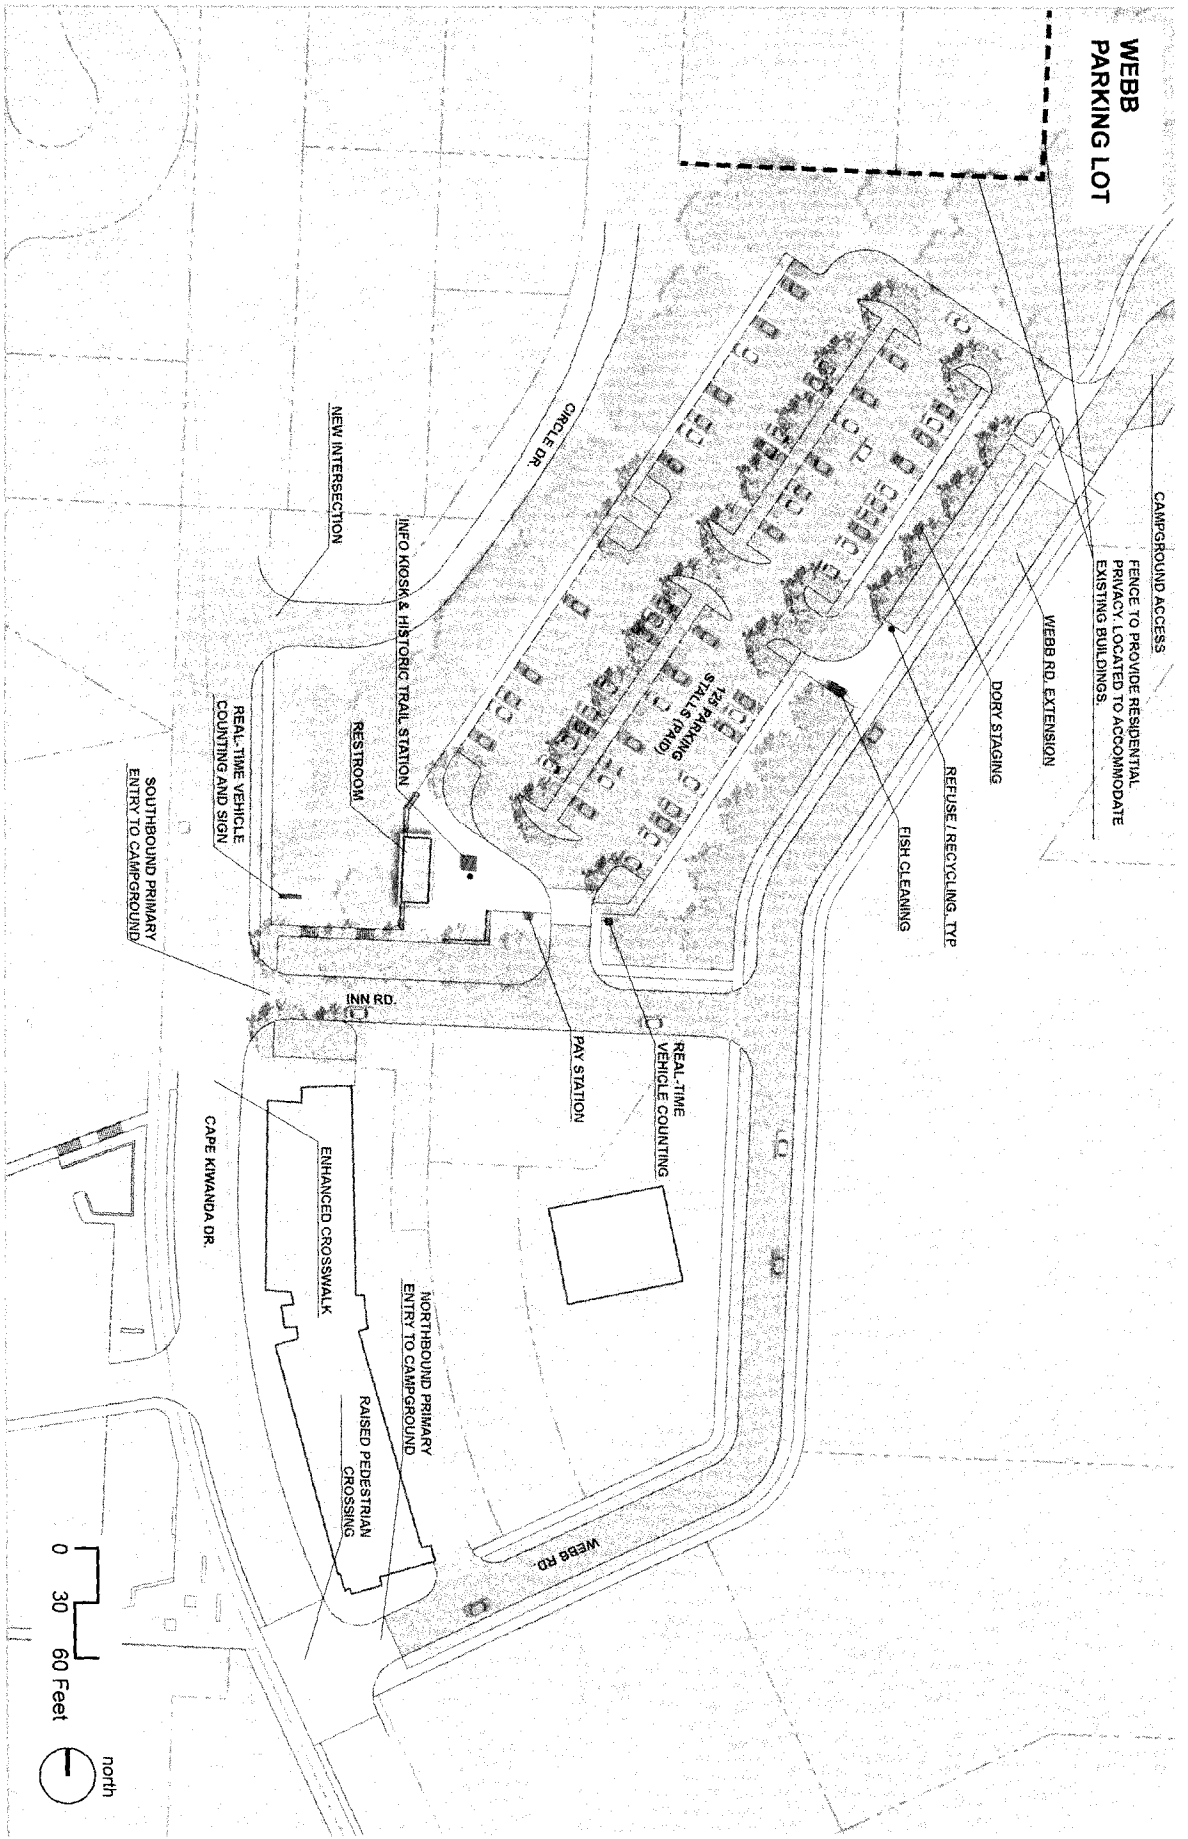 WEBB
PARKING LOT
CAMPGROUND ACCESS
FENCE TO PROVIDE RESIDENTIAL
PRIVACY. LOCATED TO ACCOMMODATE
EXISTING BUILDINGS.
WEBB RD. EXTENSION
DORY STAGING
REFUSE / RECYCLING, TYP
FISH CLEANING
125 PARKING
STALLS (PAID)
CIRCLE DR.
NEW INTERSECTION
INFO KIOSK & HISTORIC TRAIL STATION
RESTROOM
REAL-TIME VEHICLE
COUNTING AND SIGN
SOUTHBOUND PRIMARY
ENTRY TO CAMPGROUND
INN RD.
PAY STATION
REAL-TIME
VEHICLE COUNTING
CAPE KIWANDA DR.
ENHANCED CROSSWALK
NORTHBOUND PRIMARY
ENTRY TO CAMPGROUND
RAISED PEDESTRIAN
CROSSING
WEBB RD.
0 30 60 Feet
north